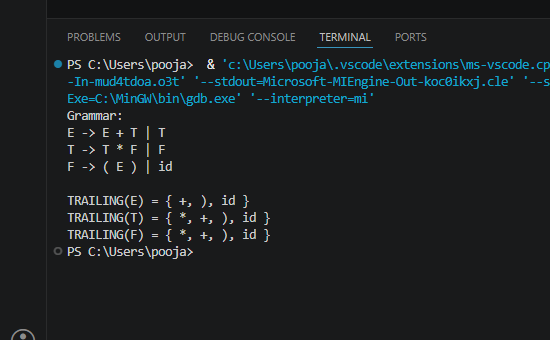 PROBLEMS OUTPUT DEBUG CONSOLE TERMINAL PORTS
PS C:\Users\pooja> & 'c:\Users\pooja\.vscode\extensions\ms-vscode.cp
-In-mud4tdoa.o3t' '--stdout=Microsoft-MIEngine-Out-koc0ikxj.cle' '--s
Exe=C:\MinGW\bin\gdb.exe' '--interpreter=mi'
Grammar:
E -> E + T | T
T -> T * F | F
F -> ( E ) | id
TRAILING(E) = { +, ), id }
TRAILING(T) = { *, +, ), id }
TRAILING(F) = { *, +, ), id }
PS C:\Users\pooja>